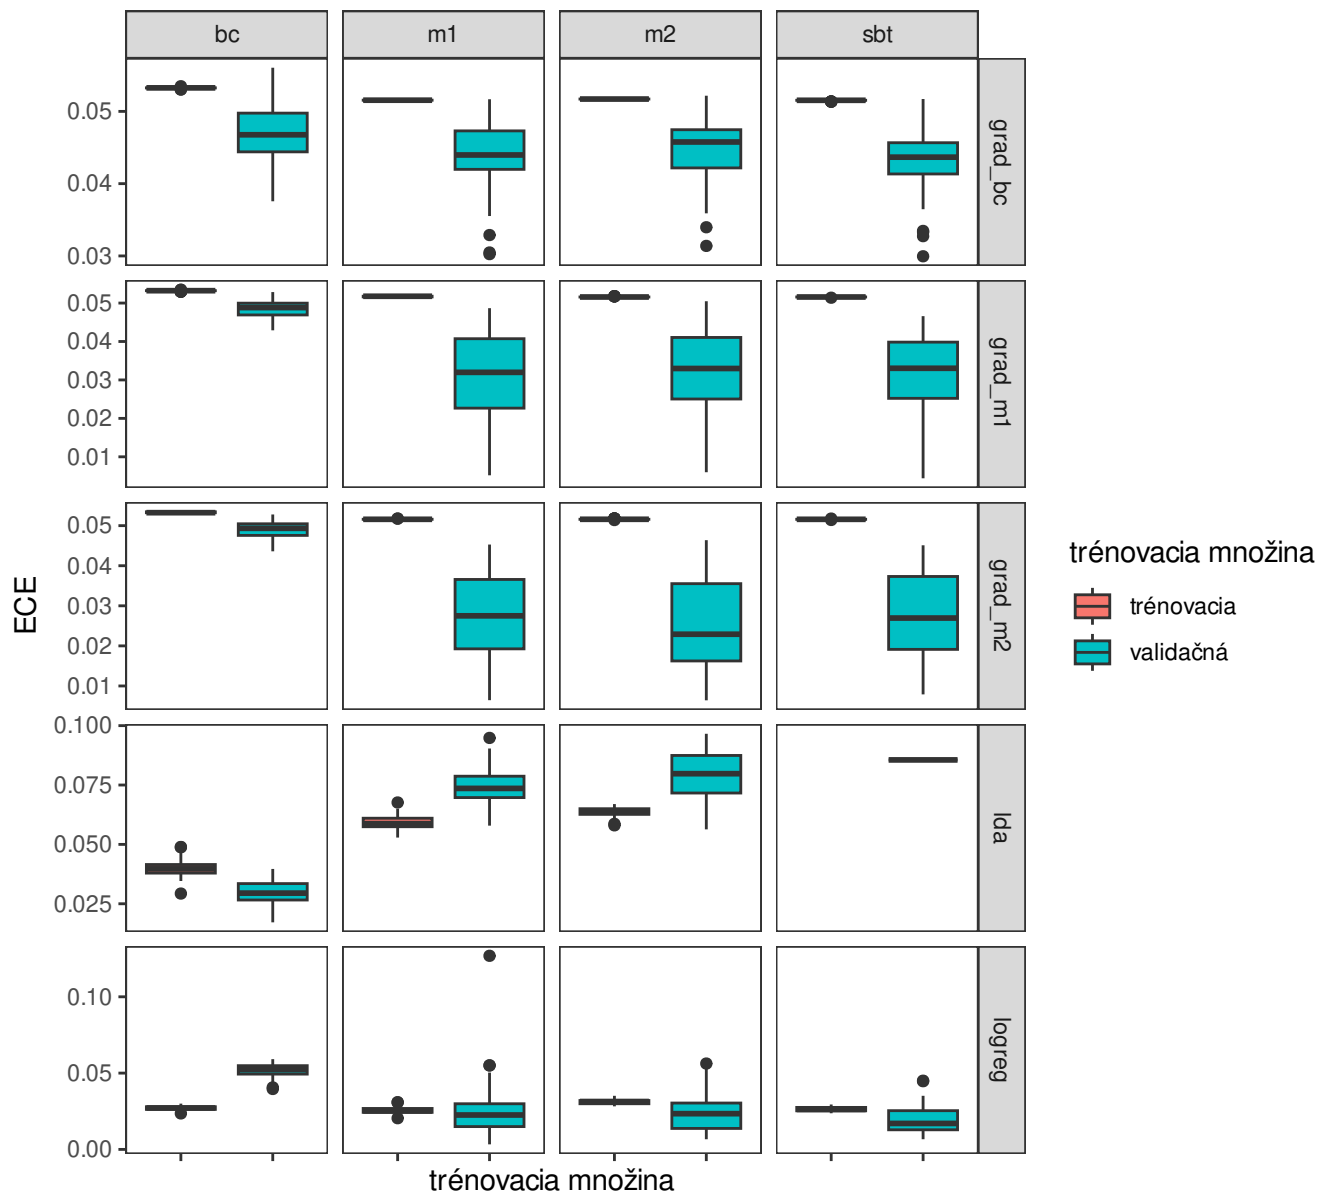 bc m1 m2 sbt
0.05
0.04
0.03
grad_bc
0.05
0.04
0.03
0.02
0.01
grad_m1
0.05
0.04
0.03
0.02
0.01
grad_m2
0.100
0.075
0.050
0.025
lda
0.10
0.05
0.00
logreg
ECE
trénovacia množina
trénovacia množina
trénovacia
validačná